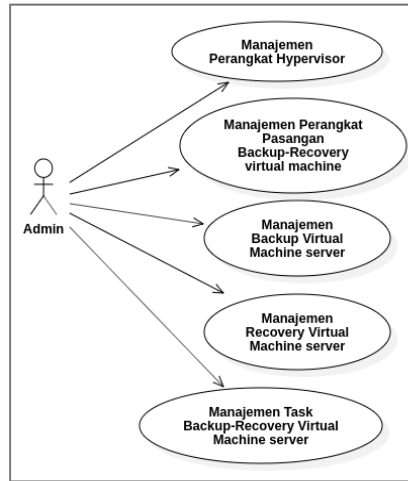 Manajemen
Perangkat Hypervisor
Manajemen Perangkat
Pasangan
Backup-Recovery
virtual machine
Admin
Manajemen
Backup Virtual
Machine server
Manajemen
Recovery Virtual
Machine server
Manajemen Task
Backup-Recovery Virtual
Machine server